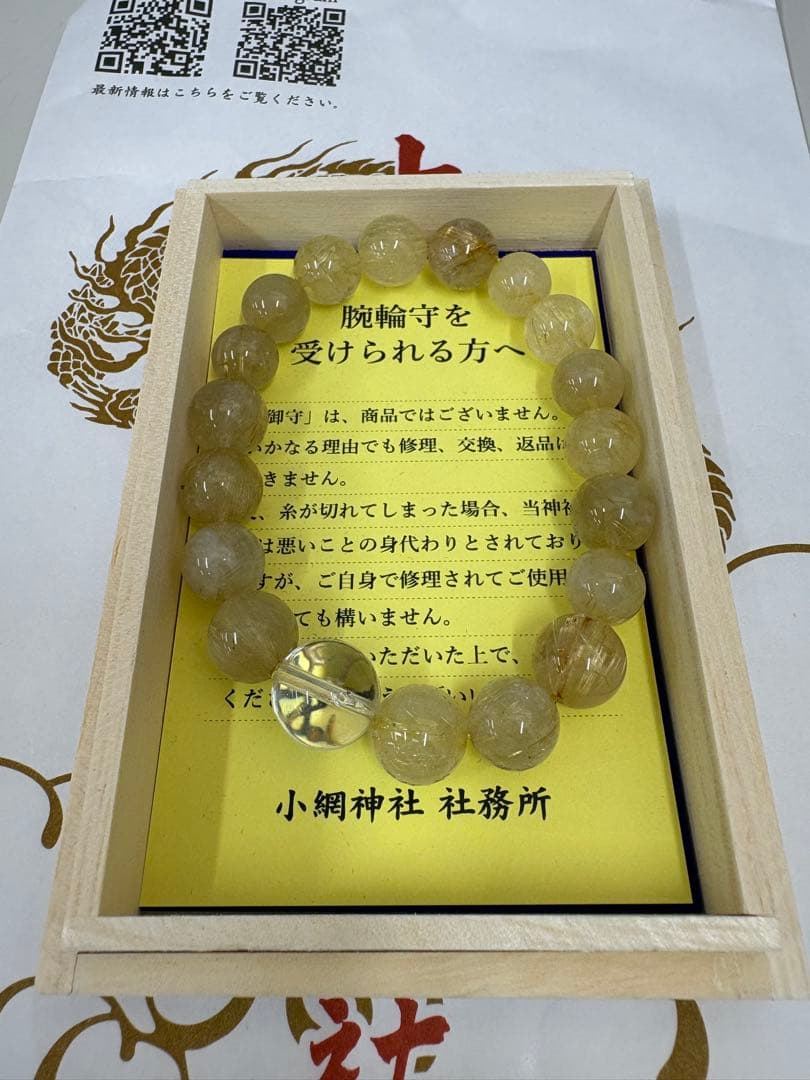 最新情報はこちらをご覧ください。
腕輪守を
受けられる方へ
御守」は、商品ではございません。
いかなる理由でも修理、交換、返品は
きません。
、糸が切れてしまった場合、当神社
は悪いことの身代わりとされており
すが、ご自身で修理されてご使用
ても構いません。
いただいた上で、
くだ
小網神社 社務所
社